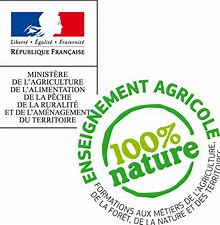 Liberté • Égalité • Fraternité
RÉPUBLIQUE FRANÇAISE
MINISTÈRE
DE L'AGRICULTURE
DE L'ALIMENTATION
DE LA PÊCHE
DE LA RURALITÉ
ET DE L'AMÉNAGEMENT
DU TERRITOIRE
ENSEIGNEMENT AGRICOLE
100%
nature
FORMATIONS AUX MÉTIERS DE L'AGRICULTURE,
DE LA FORÊT, DE LA NATURE ET DES TERRITOIRES